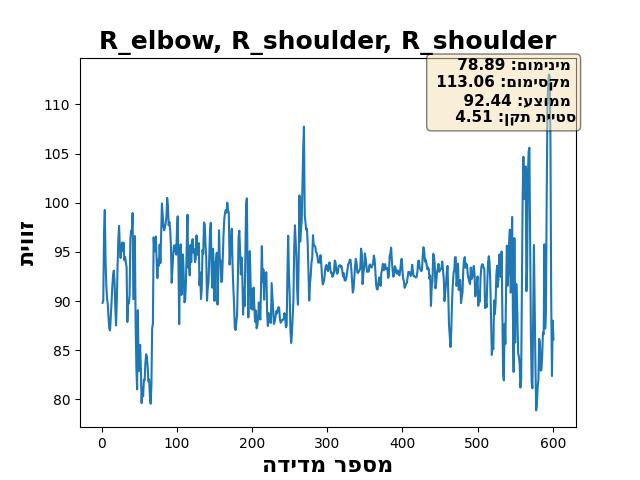 R_elbow, R_shoulder, R_shoulder
מינימום: 78.89
מקסימום: 113.06
ממוצע: 92.44
סטיית תקן: 4.51
זווית
110
105
100
95
90
85
80
0 100 200 300 400 500 600
מספר מדידה